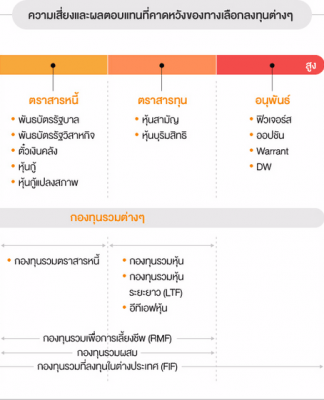 ความเสี่ยงและผลตอบแทนที่คาดหวังของทางเลือกลงทุนต่างๆ
สูง
ตราสารหนี้
• พันธบัตรรัฐบาล
• พันธบัตรรัฐวิสาหกิจ
• ตั๋วเงินคลัง
• หุ้นกู้
• หุ้นกู้แปลงสภาพ
ตราสารทุน
• หุ้นสามัญ
• หุ้นบุริมสิทธิ
อนุพันธ์
• ฟิวเจอร์ส
• ออปชัน
• Warrant
• DW
กองทุนรวมต่างๆ
• กองทุนรวมตราสารหนี้
• กองทุนรวมหุ้น
• กองทุนรวมหุ้น
ระยะยาว (LTF)
• อีทีเอฟหุ้น
กองทุนรวมเพื่อการเลี้ยงชีพ (RMF)
กองทุนรวมผสม
กองทุนรวมที่ลงทุนในต่างประเทศ (FIF)